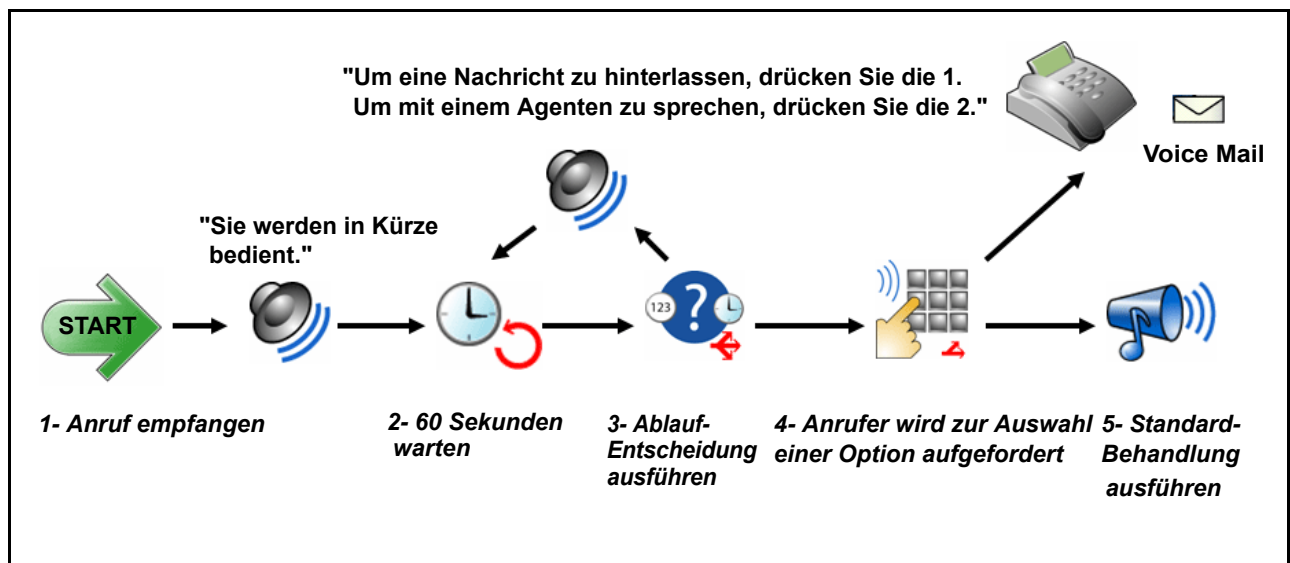 "Um eine Nachricht zu hinterlassen, drücken Sie die 1.
Um mit einem Agenten zu sprechen, drücken Sie die 2."
Voice Mail
"Sie werden in Kürze
bedient."
START
123
?
1- Anruf empfangen
2- 60 Sekunden
warten
3- Ablauf-
Entscheidung
ausführen
4- Anrufer wird zur Auswahl
einer Option aufgefordert
5- Standard-
Behandlung
ausführen